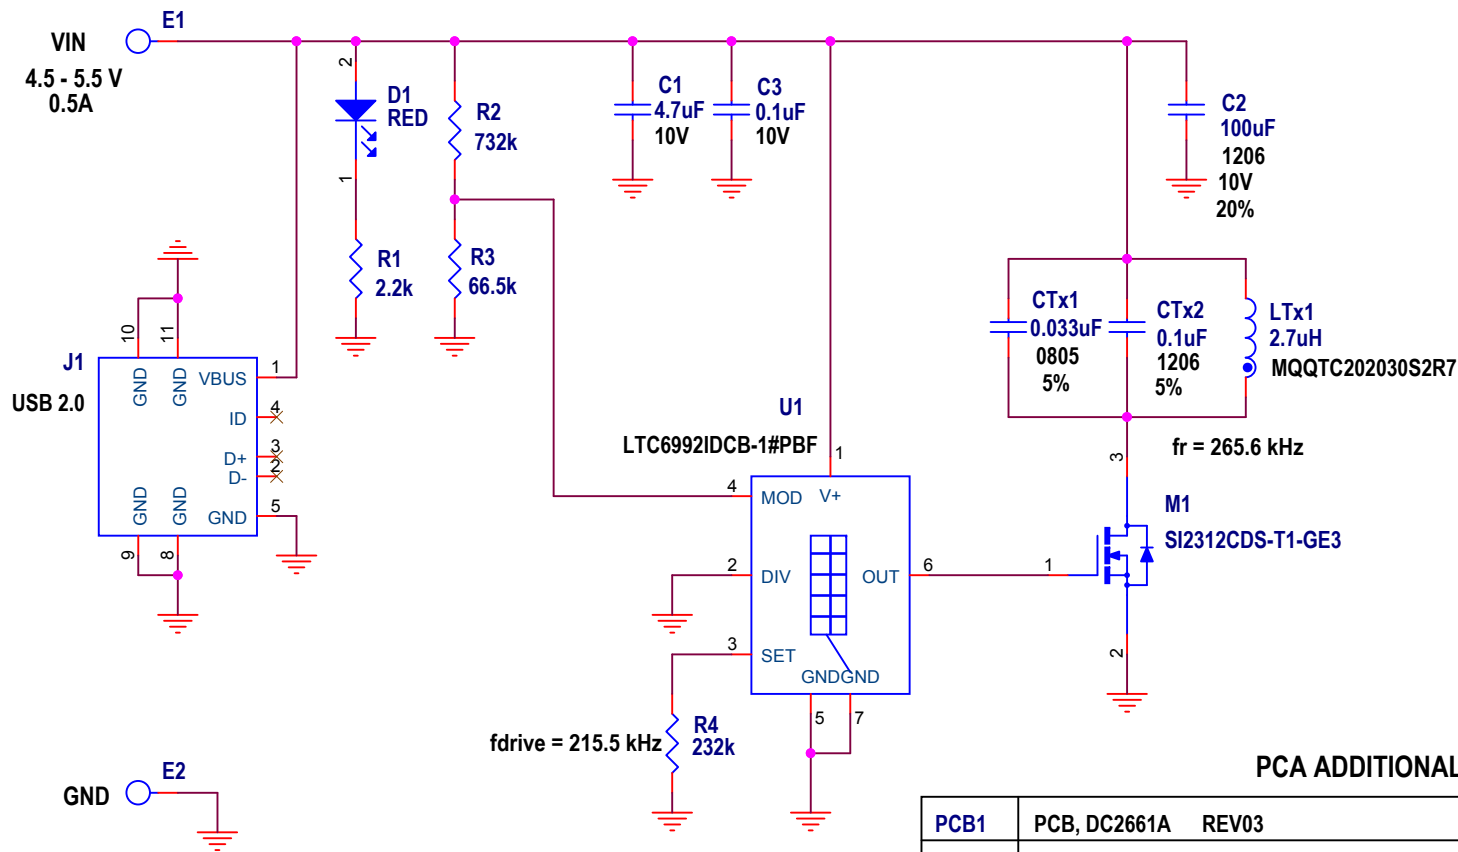 E1
VIN
4.5 - 5.5 V
0.5A
2
D1
RED
1
R1
2.2k
R2
732k
R3
66.5k
C1
4.7uF
10V
C3
0.1uF
10V
C2
100uF
1206
10V
20%
CTx1
0.033uF
0805
5%
CTx2
0.1uF
1206
5%
LTx1
2.7uH
MQQTC202030S2R7
fr = 265.6 kHz
J1
USB 2.0
10
11
GND
GND
VBUS
1
ID
4
D+
3
D-
2
GND
5
GND
GND
9
8
U1
LTC6992IDCB-1#PBF
1
V+
4
MOD
2
DIV
3
SET
OUT
6
GND
GND
5
7
R4
232k
fdrive = 215.5 kHz
3
M1
SI2312CDS-T1-GE3
1
2
E2
GND
PCA ADDITIONAL
PCB1
PCB, DC2661A REV03